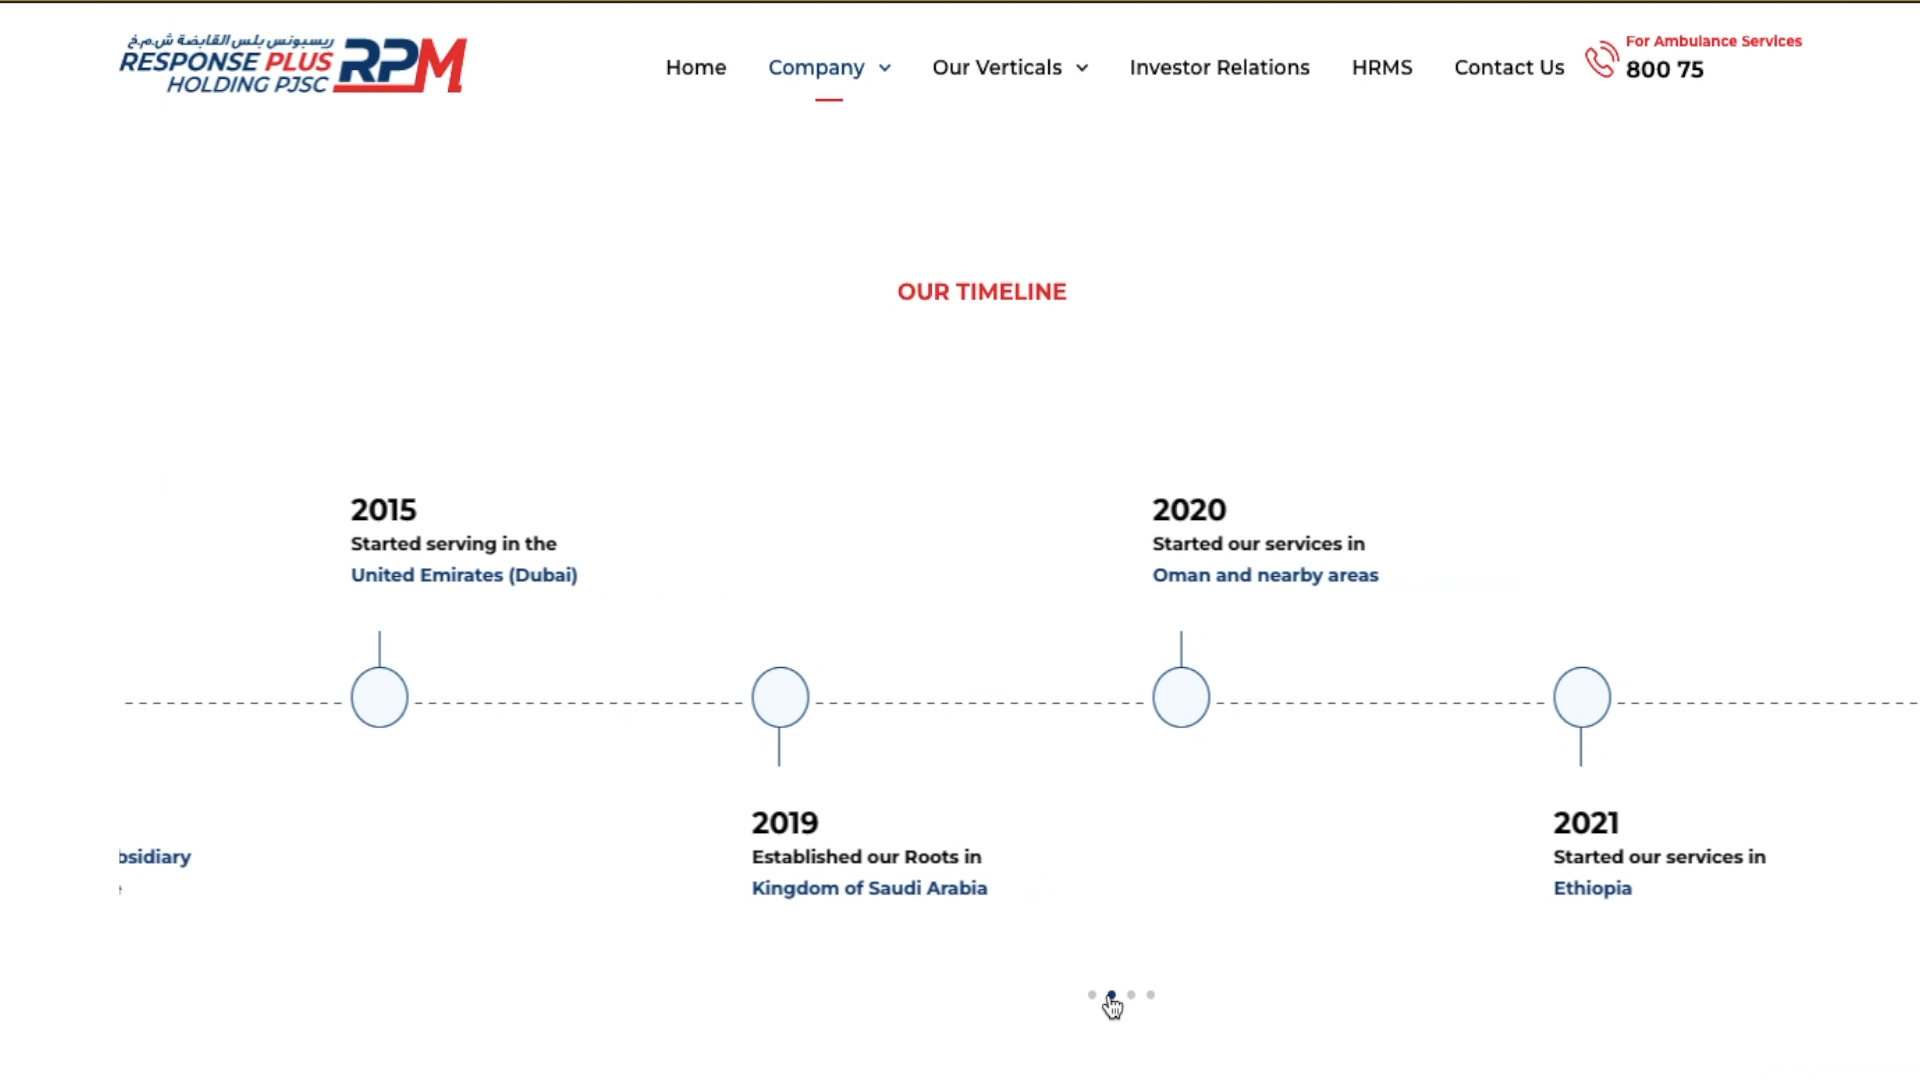 ريسبونس بلس القابضة ش.م.خ
RESPONSE PLUS
HOLDING PJSC
RPM
Home
Company
Our Verticals
Investor Relations
HRMS
Contact Us
For Ambulance Services
800 75
OUR TIMELINE
2015
Started serving in the
United Emirates (Dubai)
2020
Started our services in
Oman and nearby areas
bsidiary
2019
Established our Roots in
Kingdom of Saudi Arabia
2021
Started our services in
Ethiopia